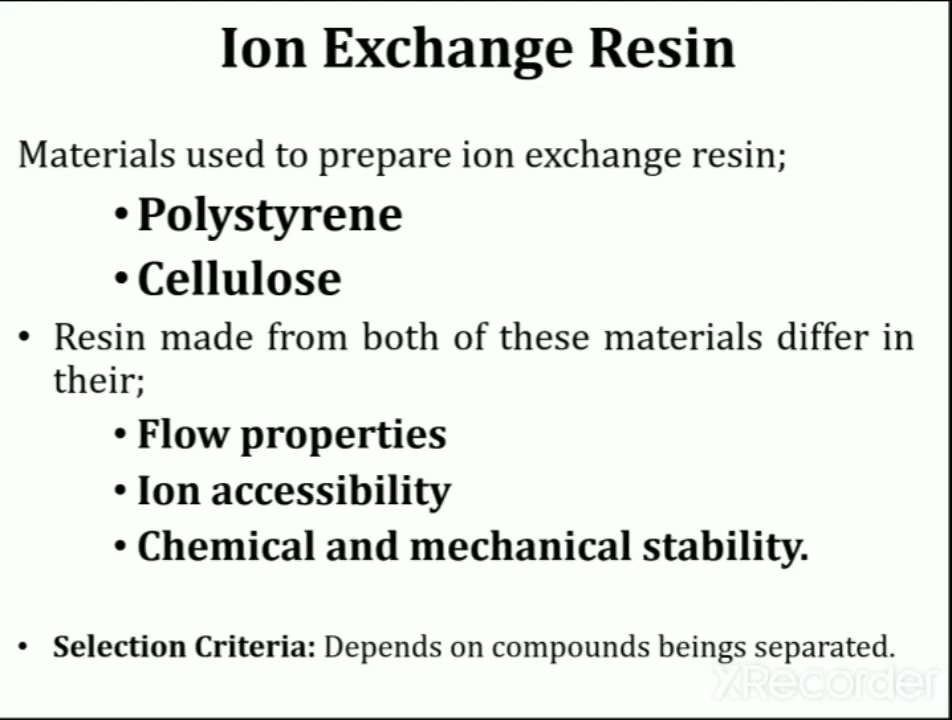 Ion Exchange Resin
Materials used to prepare ion exchange resin;
• Polystyrene
• Cellulose
• Resin made from both of these materials differ in
their;
• Flow properties
• Ion accessibility
• Chemical and mechanical stability.
• Selection Criteria: Depends on compounds beings separated.
XRecorder